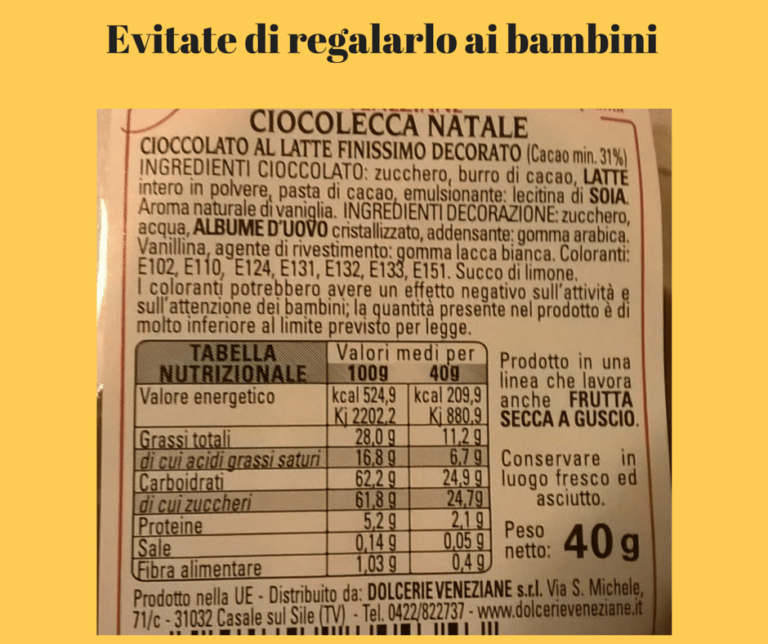 Evitate di regalarlo ai bambini
CIOCOLECCA NATALE
CIOCCOLATO AL LATTE FINISSIMO DECORATO (Cacao min. 31%)
INGREDIENTI CIOCCOLATO: zucchero, burro di cacao, LATTE
intero in polvere, pasta di cacao, emulsionante: lecitina di SOIA.
Aroma naturale di vaniglia. INGREDIENTI DECORAZIONE: zucchero,
acqua, ALBUME D'UOVO cristallizzato, addensante: gomma arabica.
Vanillina, agente di rivestimento: gomma lacca bianca. Coloranti:
E102, E110, E124, E131, E132, E133, E151. Succo di limone.
I coloranti potrebbero avere un effetto negativo sull'attività e
sull'attenzione dei bambini; la quantità presente nel prodotto è di
molto inferiore al limite previsto per legge.
TABELLA NUTRIZIONALE Valori medi per
100g 40g
Valore energetico kcal 524,9 kcal 209,9
Kj 2202,2 Kj 880,9
Grassi totali 28,0 g 11,2 g
di cui acidi grassi saturi 16,8 g 6,7 g
Carboidrati 62,2 g 24,9 g
di cui zuccheri 61,8 g 24,7g
Proteine 5,2 g 2,1 g
Sale 0,14 g 0,05 g
Fibra alimentare 1,03 g 0,4 g
Prodotto in una
linea che lavora
anche FRUTTA
SECCA A GUSCIO.
Conservare in
luogo fresco ed
asciutto.
Peso
netto: 40 g
Prodotto nella UE - Distribuito da: DOLCERIE VENEZIANE s.r.l. Via S. Michele,
71/c - 31032 Casale sul Sile (TV) - Tel. 0422/822737 - www.dolcerieveneziane.it